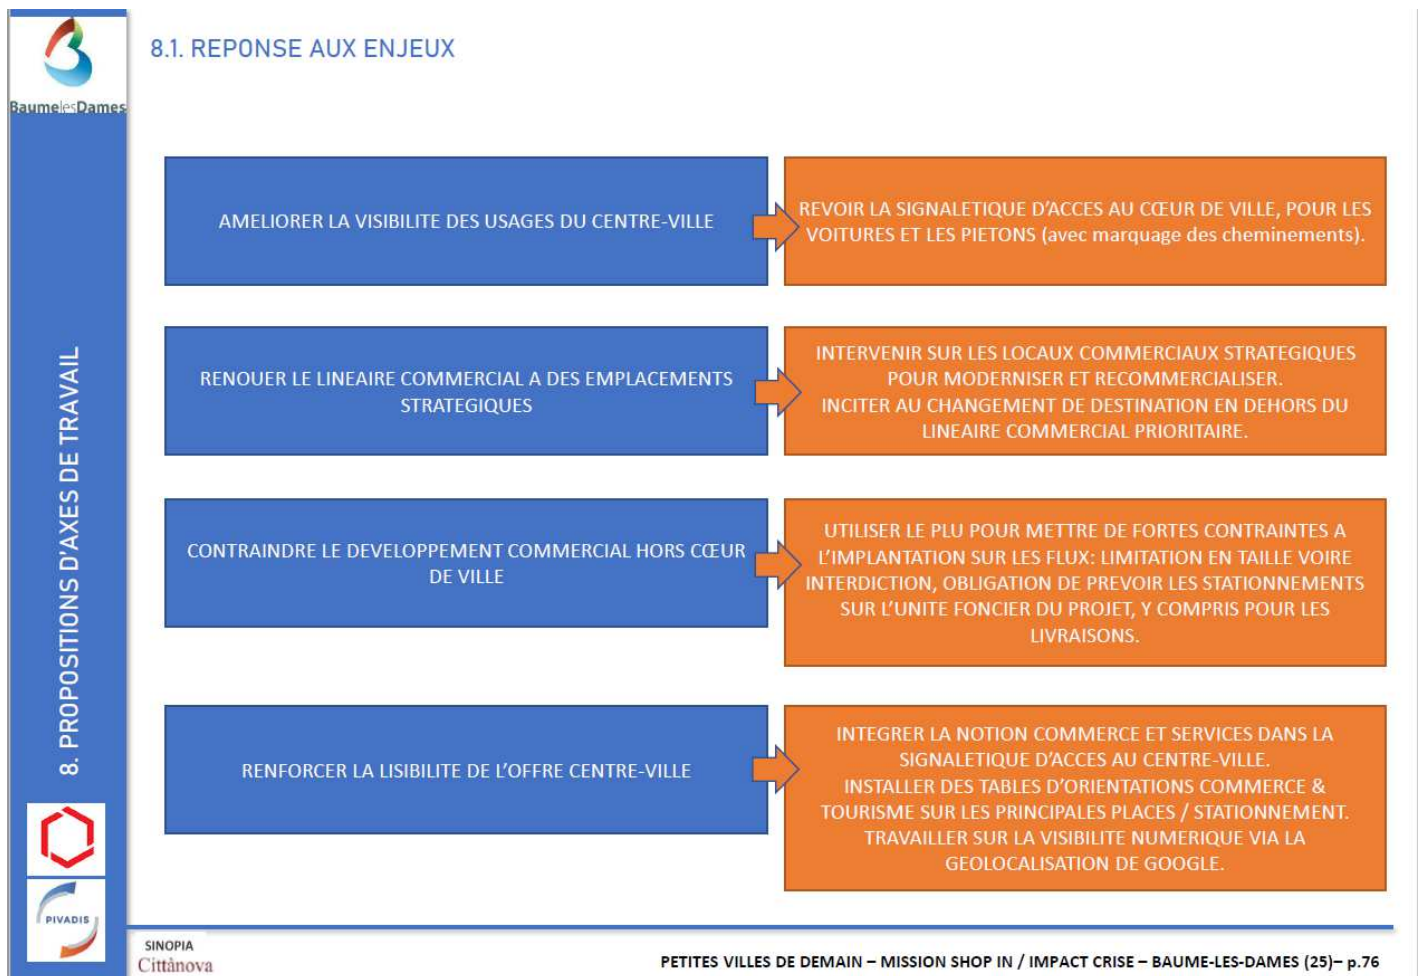 BaumelesDames
8.1. REPONSE AUX ENJEUX
8. PROPOSITIONS D'AXES DE TRAVAIL
AMELIORER LA VISIBILITE DES USAGES DU CENTRE-VILLE
REVOIR LA SIGNALETIQUE D'ACCES AU CŒUR DE VILLE, POUR LES
VOITURES ET LES PIETONS (avec marquage des cheminements).
RENOUER LE LINEAIRE COMMERCIAL A DES EMPLACEMENTS
STRATEGIQUES
INTERVENIR SUR LES LOCAUX COMMERCIAUX STRATEGIQUES
POUR MODERNISER ET RECOMMERCIALISER.
INCITER AU CHANGEMENT DE DESTINATION EN DEHORS DU
LINEAIRE COMMERCIAL PRIORITAIRE.
CONTRAINDRE LE DEVELOPPEMENT COMMERCIAL HORS CŒUR
DE VILLE
UTILISER LE PLU POUR METTRE DE FORTES CONTRAINTES A
L'IMPLANTATION SUR LES FLUX: LIMITATION EN TAILLE VOIRE
INTERDICTION, OBLIGATION DE PREVOIR LES STATIONNEMENTS
SUR L'UNITE FONCIER DU PROJET, Y COMPRIS POUR LES
LIVRAISONS.
RENFORCER LA LISIBILITE DE L'OFFRE CENTRE-VILLE
INTEGRER LA NOTION COMMERCE ET SERVICES DANS LA
SIGNALETIQUE D'ACCES AU CENTRE-VILLE.
INSTALLER DES TABLES D'ORIENTATIONS COMMERCE &
TOURISME SUR LES PRINCIPALES PLACES / STATIONNEMENT.
TRAVAILLER SUR LA VISIBILITE NUMERIQUE VIA LA
GEOLOCALISATION DE GOOGLE.
PIVADIS
SINOPIA
Cittànova
PETITES VILLES DE DEMAIN – MISSION SHOP IN / IMPACT CRISE – BAUME-LES-DAMES (25)– p.76